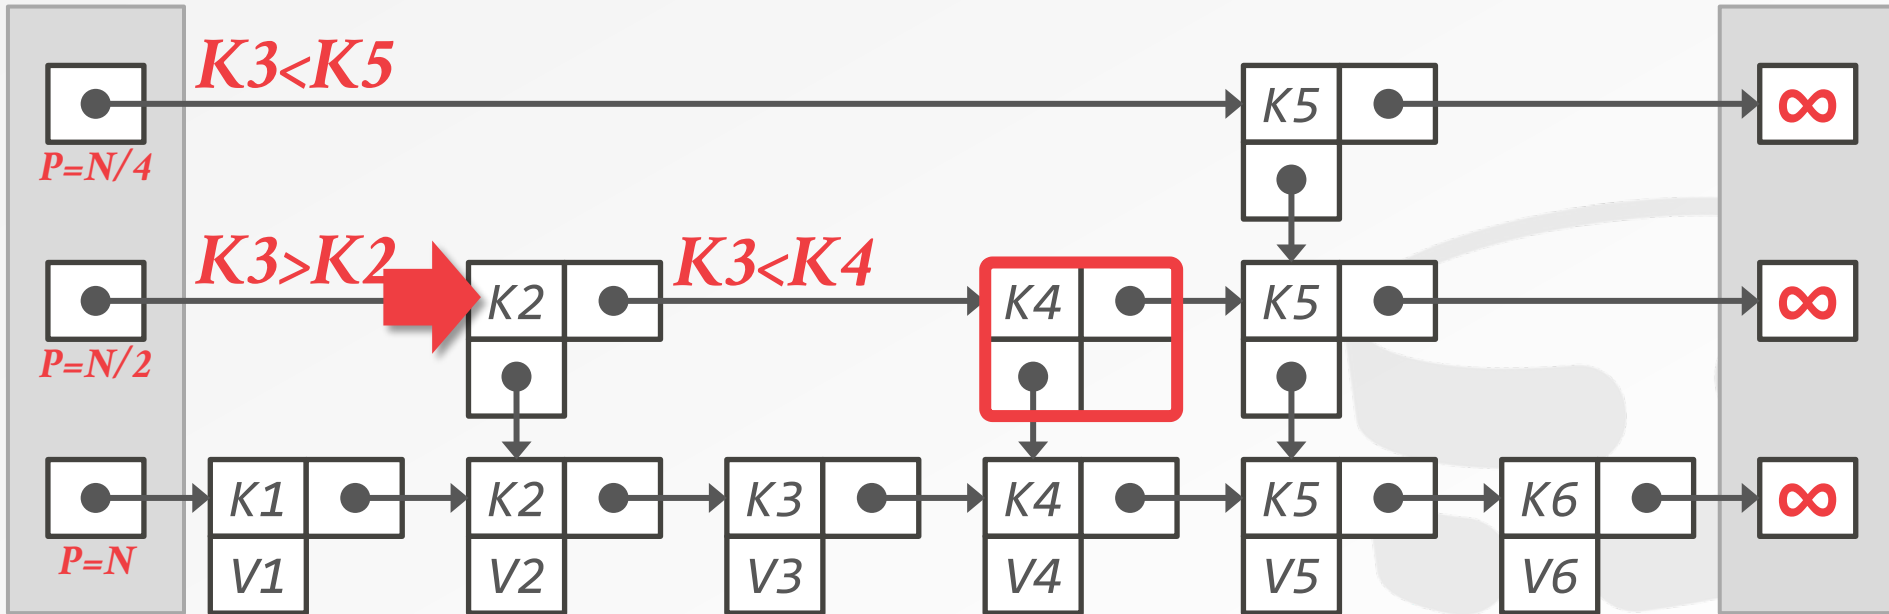 K3<K5
K5 ∞
P=N/4
K3>K2 K3<K4
K2 K4 K5 ∞
P=N/2
K1 K2 K3 K4 K5 K6 ∞
P=N
V1 V2 V3 V4 V5 V6